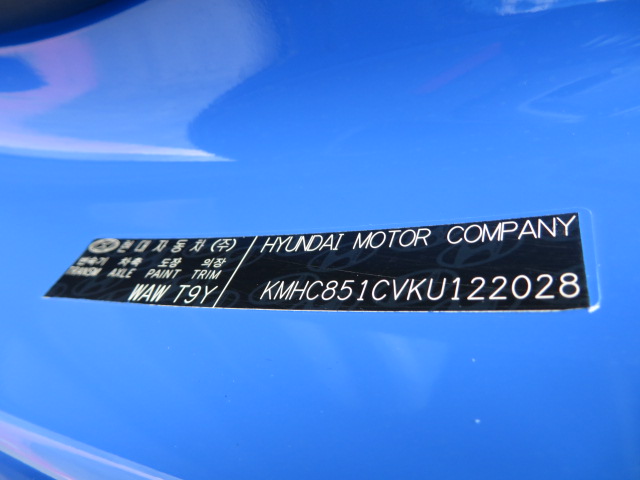 현대자동차(주)
변속기 차축 도장 의장
TRANSM AXLE PAINT TRIM
WAW T9Y
HYUNDAI MOTOR COMPANY
KMHC851CVKU122028